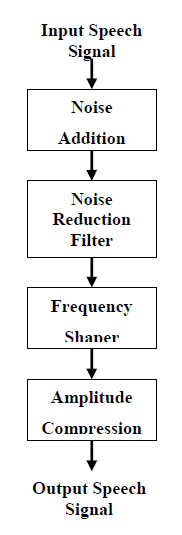 Input Speech
Signal
Noise
Addition
Noise
Reduction
Filter
Frequency
Shaper
Amplitude
Compression
Output Speech
Signal